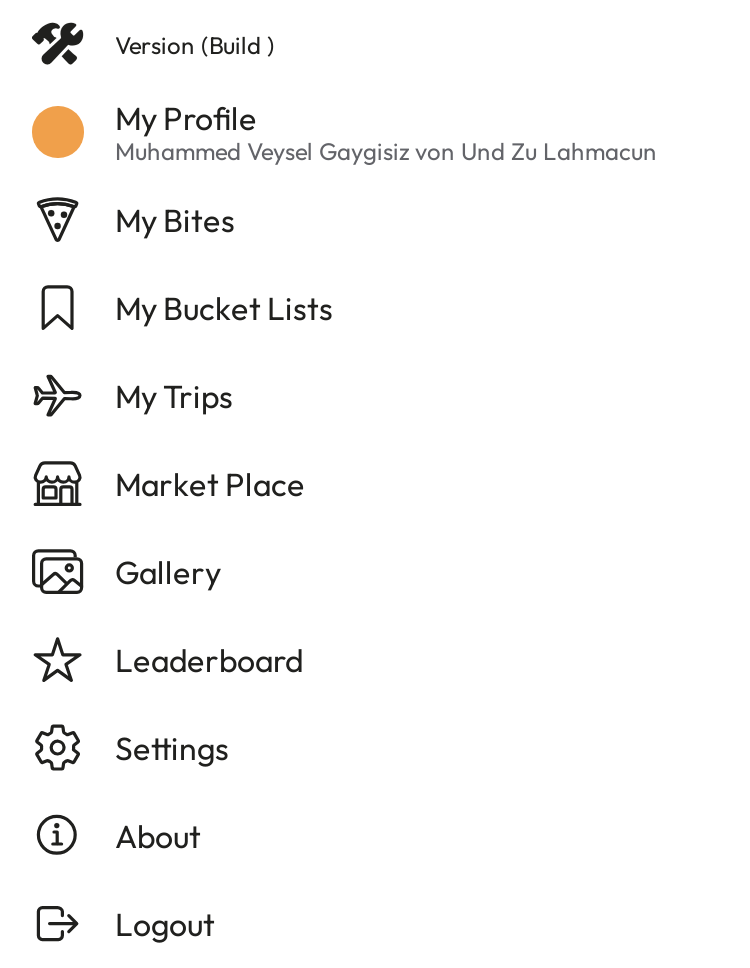 Version (Build )
My Profile
Muhammed Veysel Gaygisiz von Und Zu Lahmacun
My Bites
My Bucket Lists
My Trips
Market Place
Gallery
Leaderboard
Settings
About
Logout